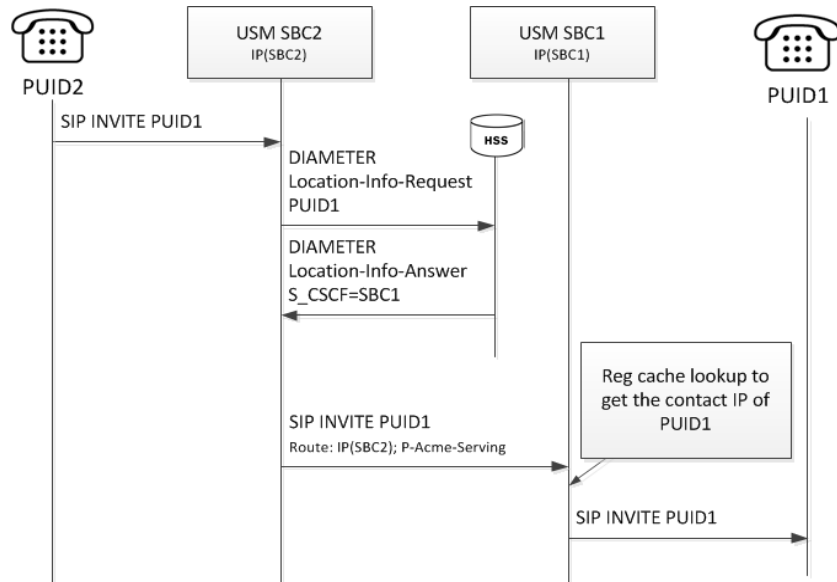 USM SBC2
IP(SBC2)
USM SBC1
IP(SBC1)
PUID2
PUID1
SIP INVITE PUID1
HSS
DIAMETER
Location-Info-Request
PUID1
DIAMETER
Location-Info-Answer
S_CSCF=SBC1
Reg cache lookup to
get the contact IP of
PUID1
SIP INVITE PUID1
Route: IP(SBC2); P-Acme-Serving
SIP INVITE PUID1